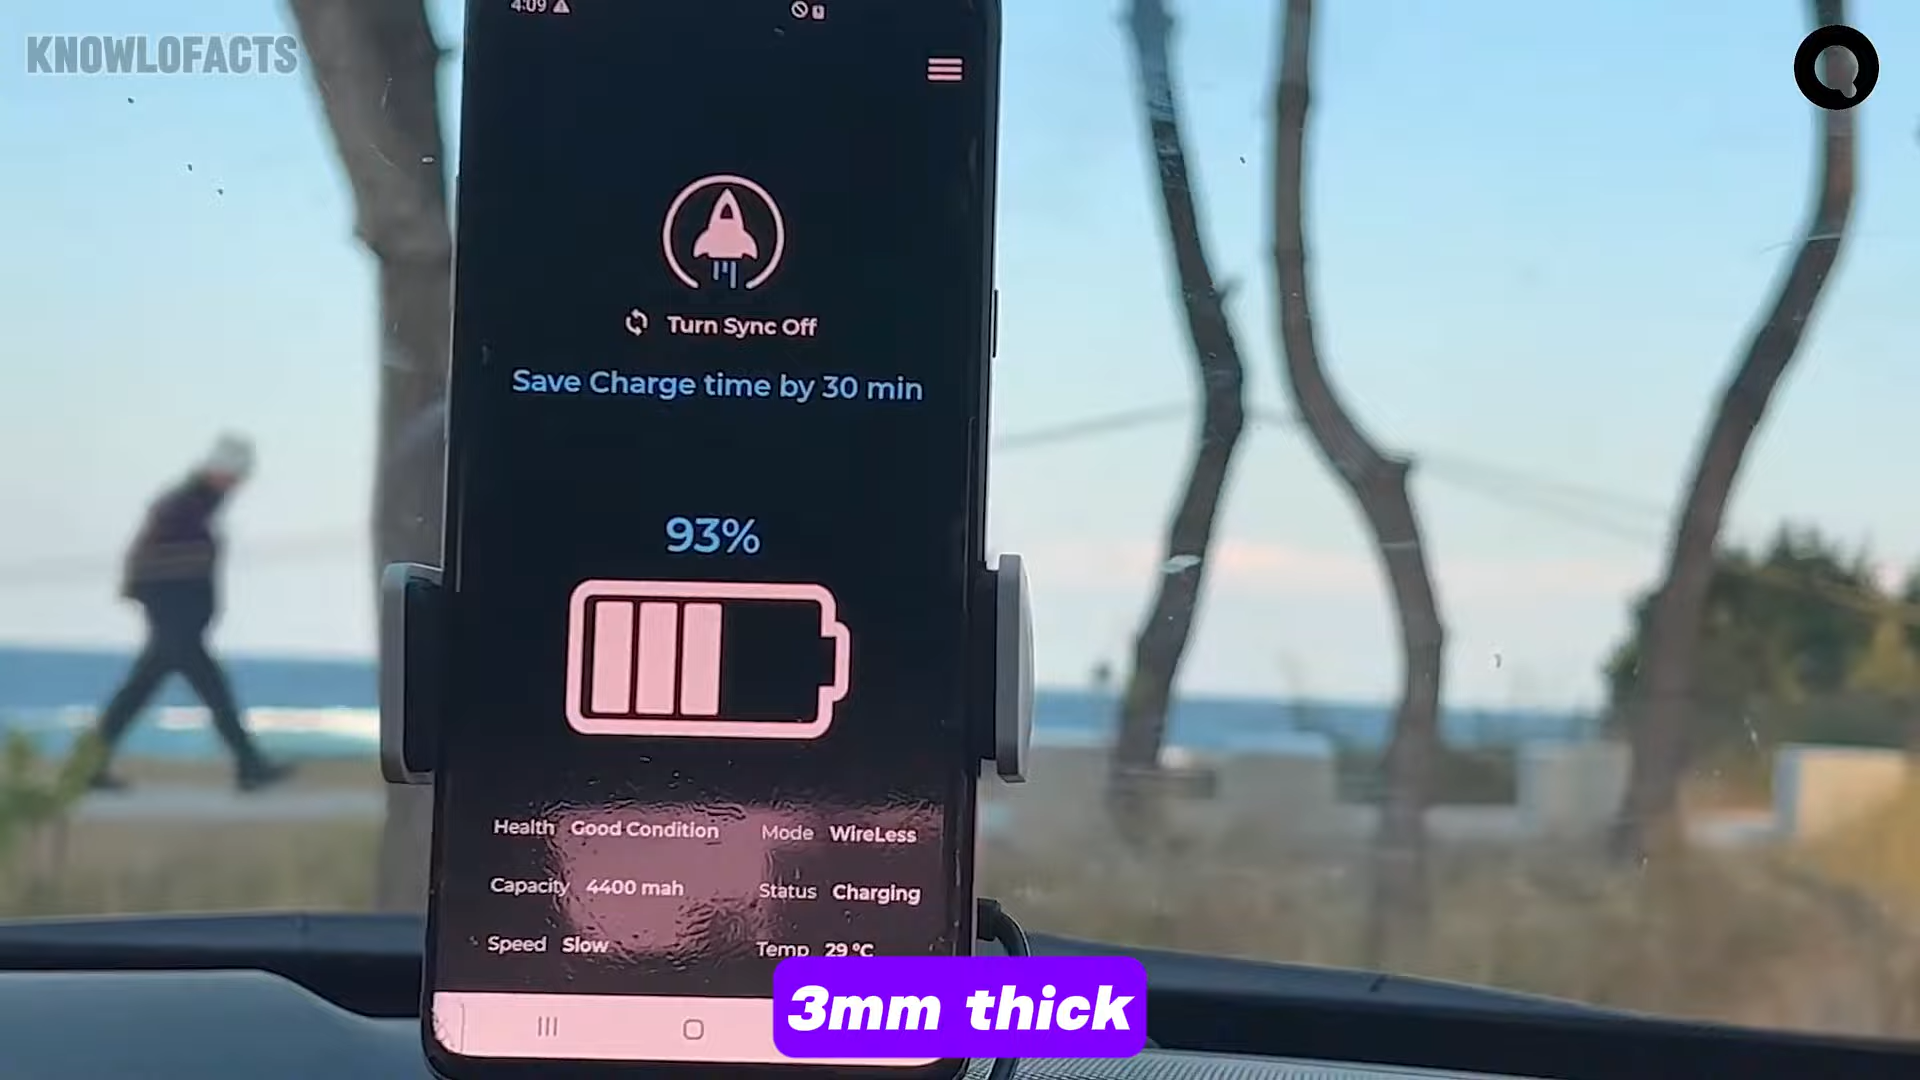 4:09
KNOWLOFACTS
Turn Sync Off
Save Charge time by 30 min
93%
Health Good Condition Mode WireLess
Capacity 4400 mah Status Charging
Speed Slow Temp 29 °C
3mm thick